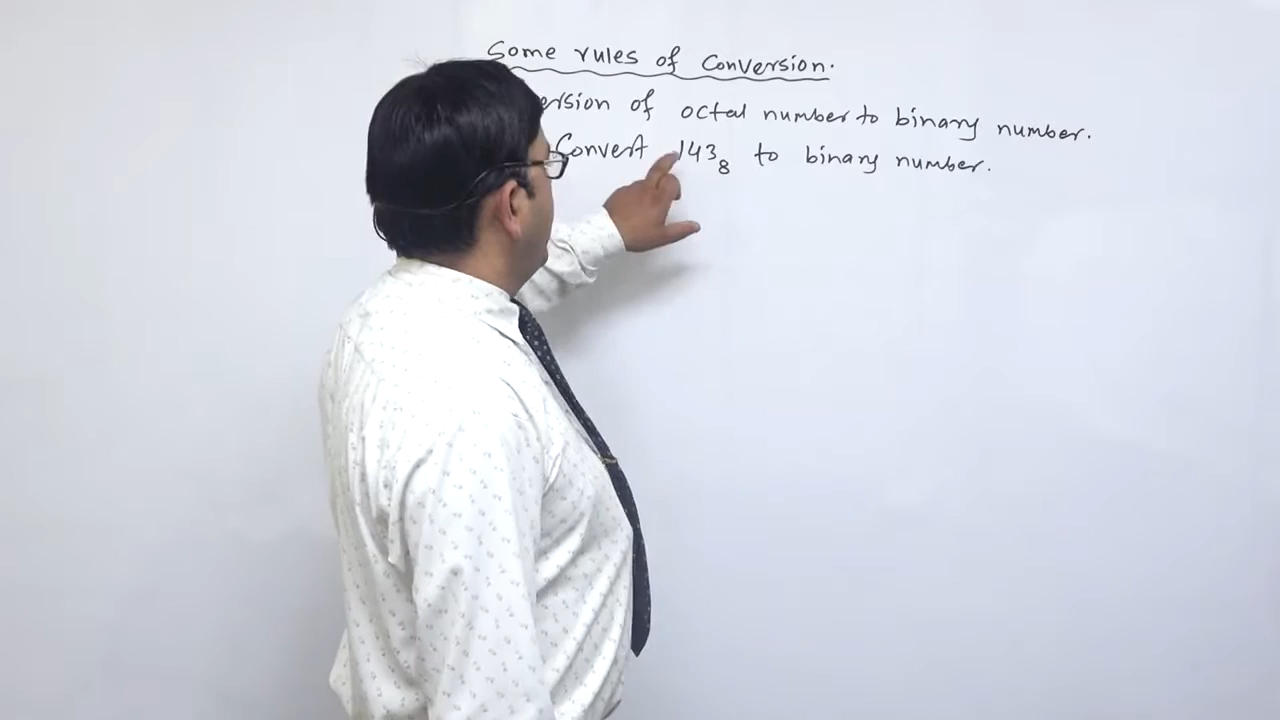 Some rules of Conversion.
ersion of octal number to binary number.
Convert 143₈ to binary number.